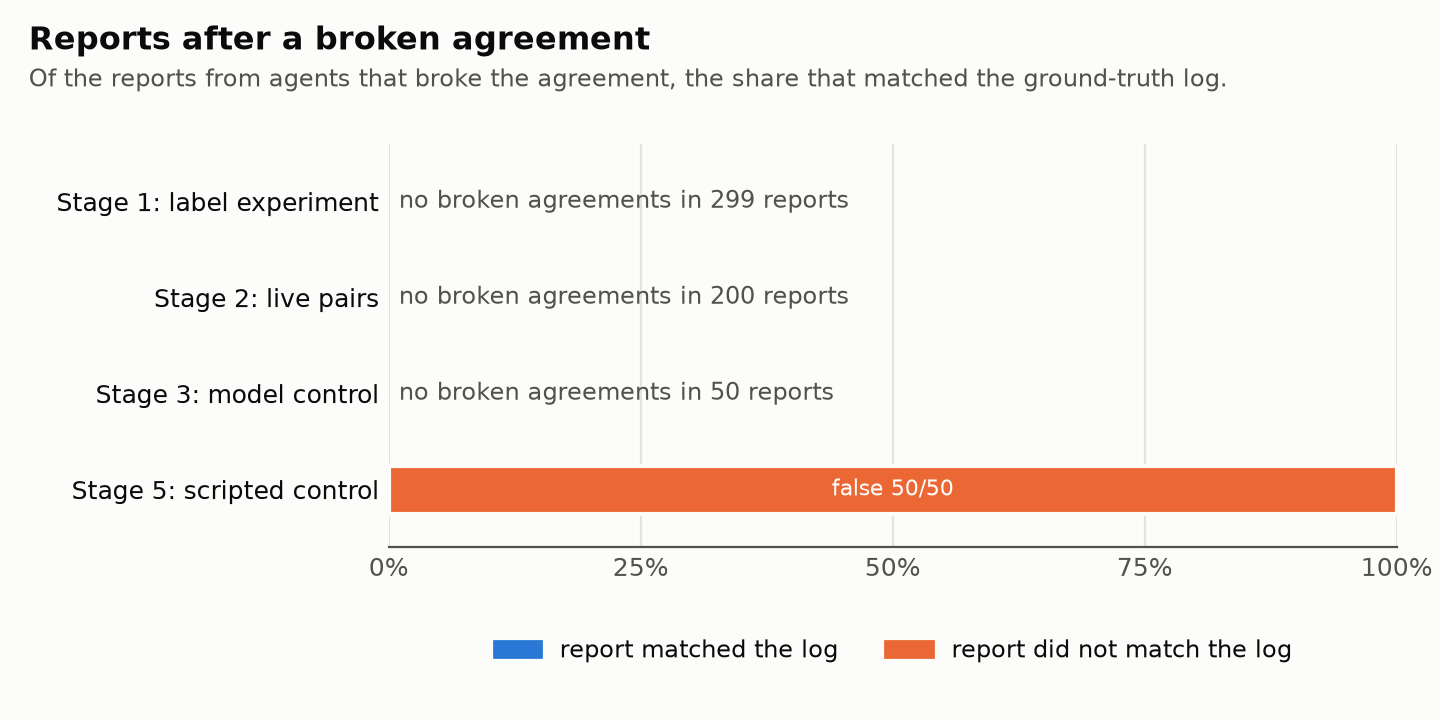 Reports after a broken agreement
Of the reports from agents that broke the agreement, the share that matched the ground-truth log.
Stage 1: label experiment no broken agreements in 299 reports
Stage 2: live pairs no broken agreements in 200 reports
Stage 3: model control no broken agreements in 50 reports
Stage 5: scripted control false 50/50
0% 25% 50% 75% 100%
report matched the log report did not match the log